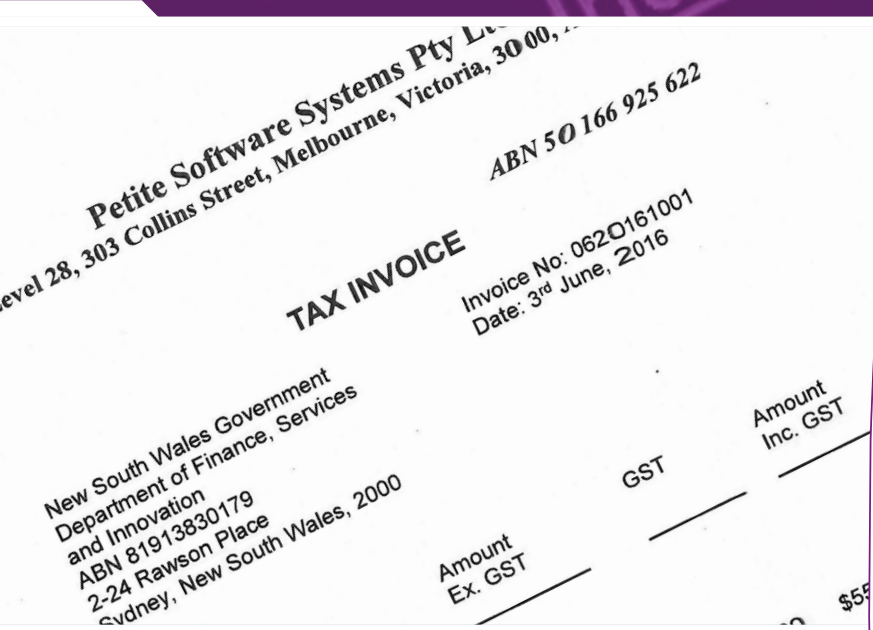 Petite Software Systems Pty
Level 28, 303 Collins Street, Melbourne, Victoria, 3000,
ABN 50 166 925 622
TAX INVOICE
Invoice No: 0620161001
Date: 3rd June, 2016
New South Wales Government
Department of Finance, Services
and Innovation
ABN 81913830179
2-24 Rawson Place
Sydney, New South Wales, 2000
Amount
Ex. GST
GST
Amount
Inc. GST